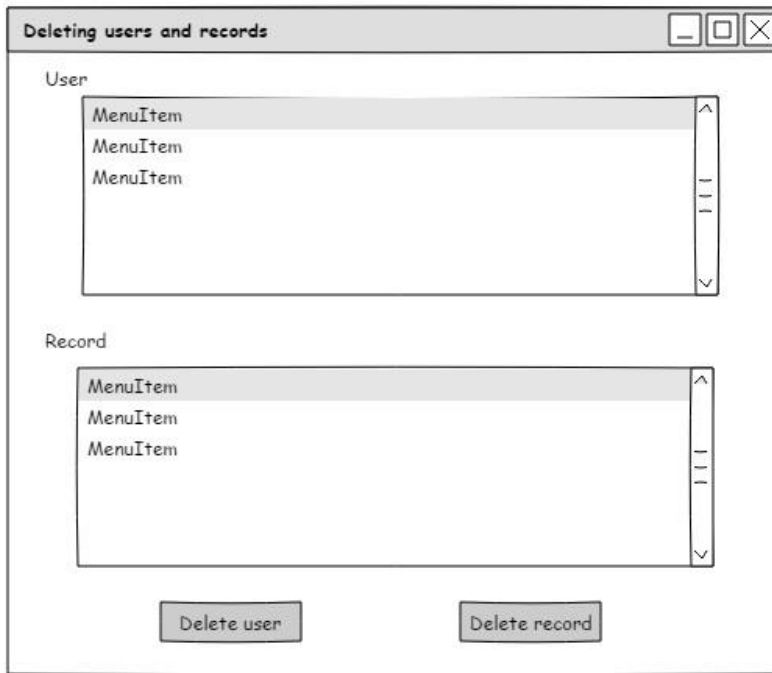 Deleting users and records
User
MenuItem
MenuItem
MenuItem
Record
MenuItem
MenuItem
MenuItem
Delete user
Delete record